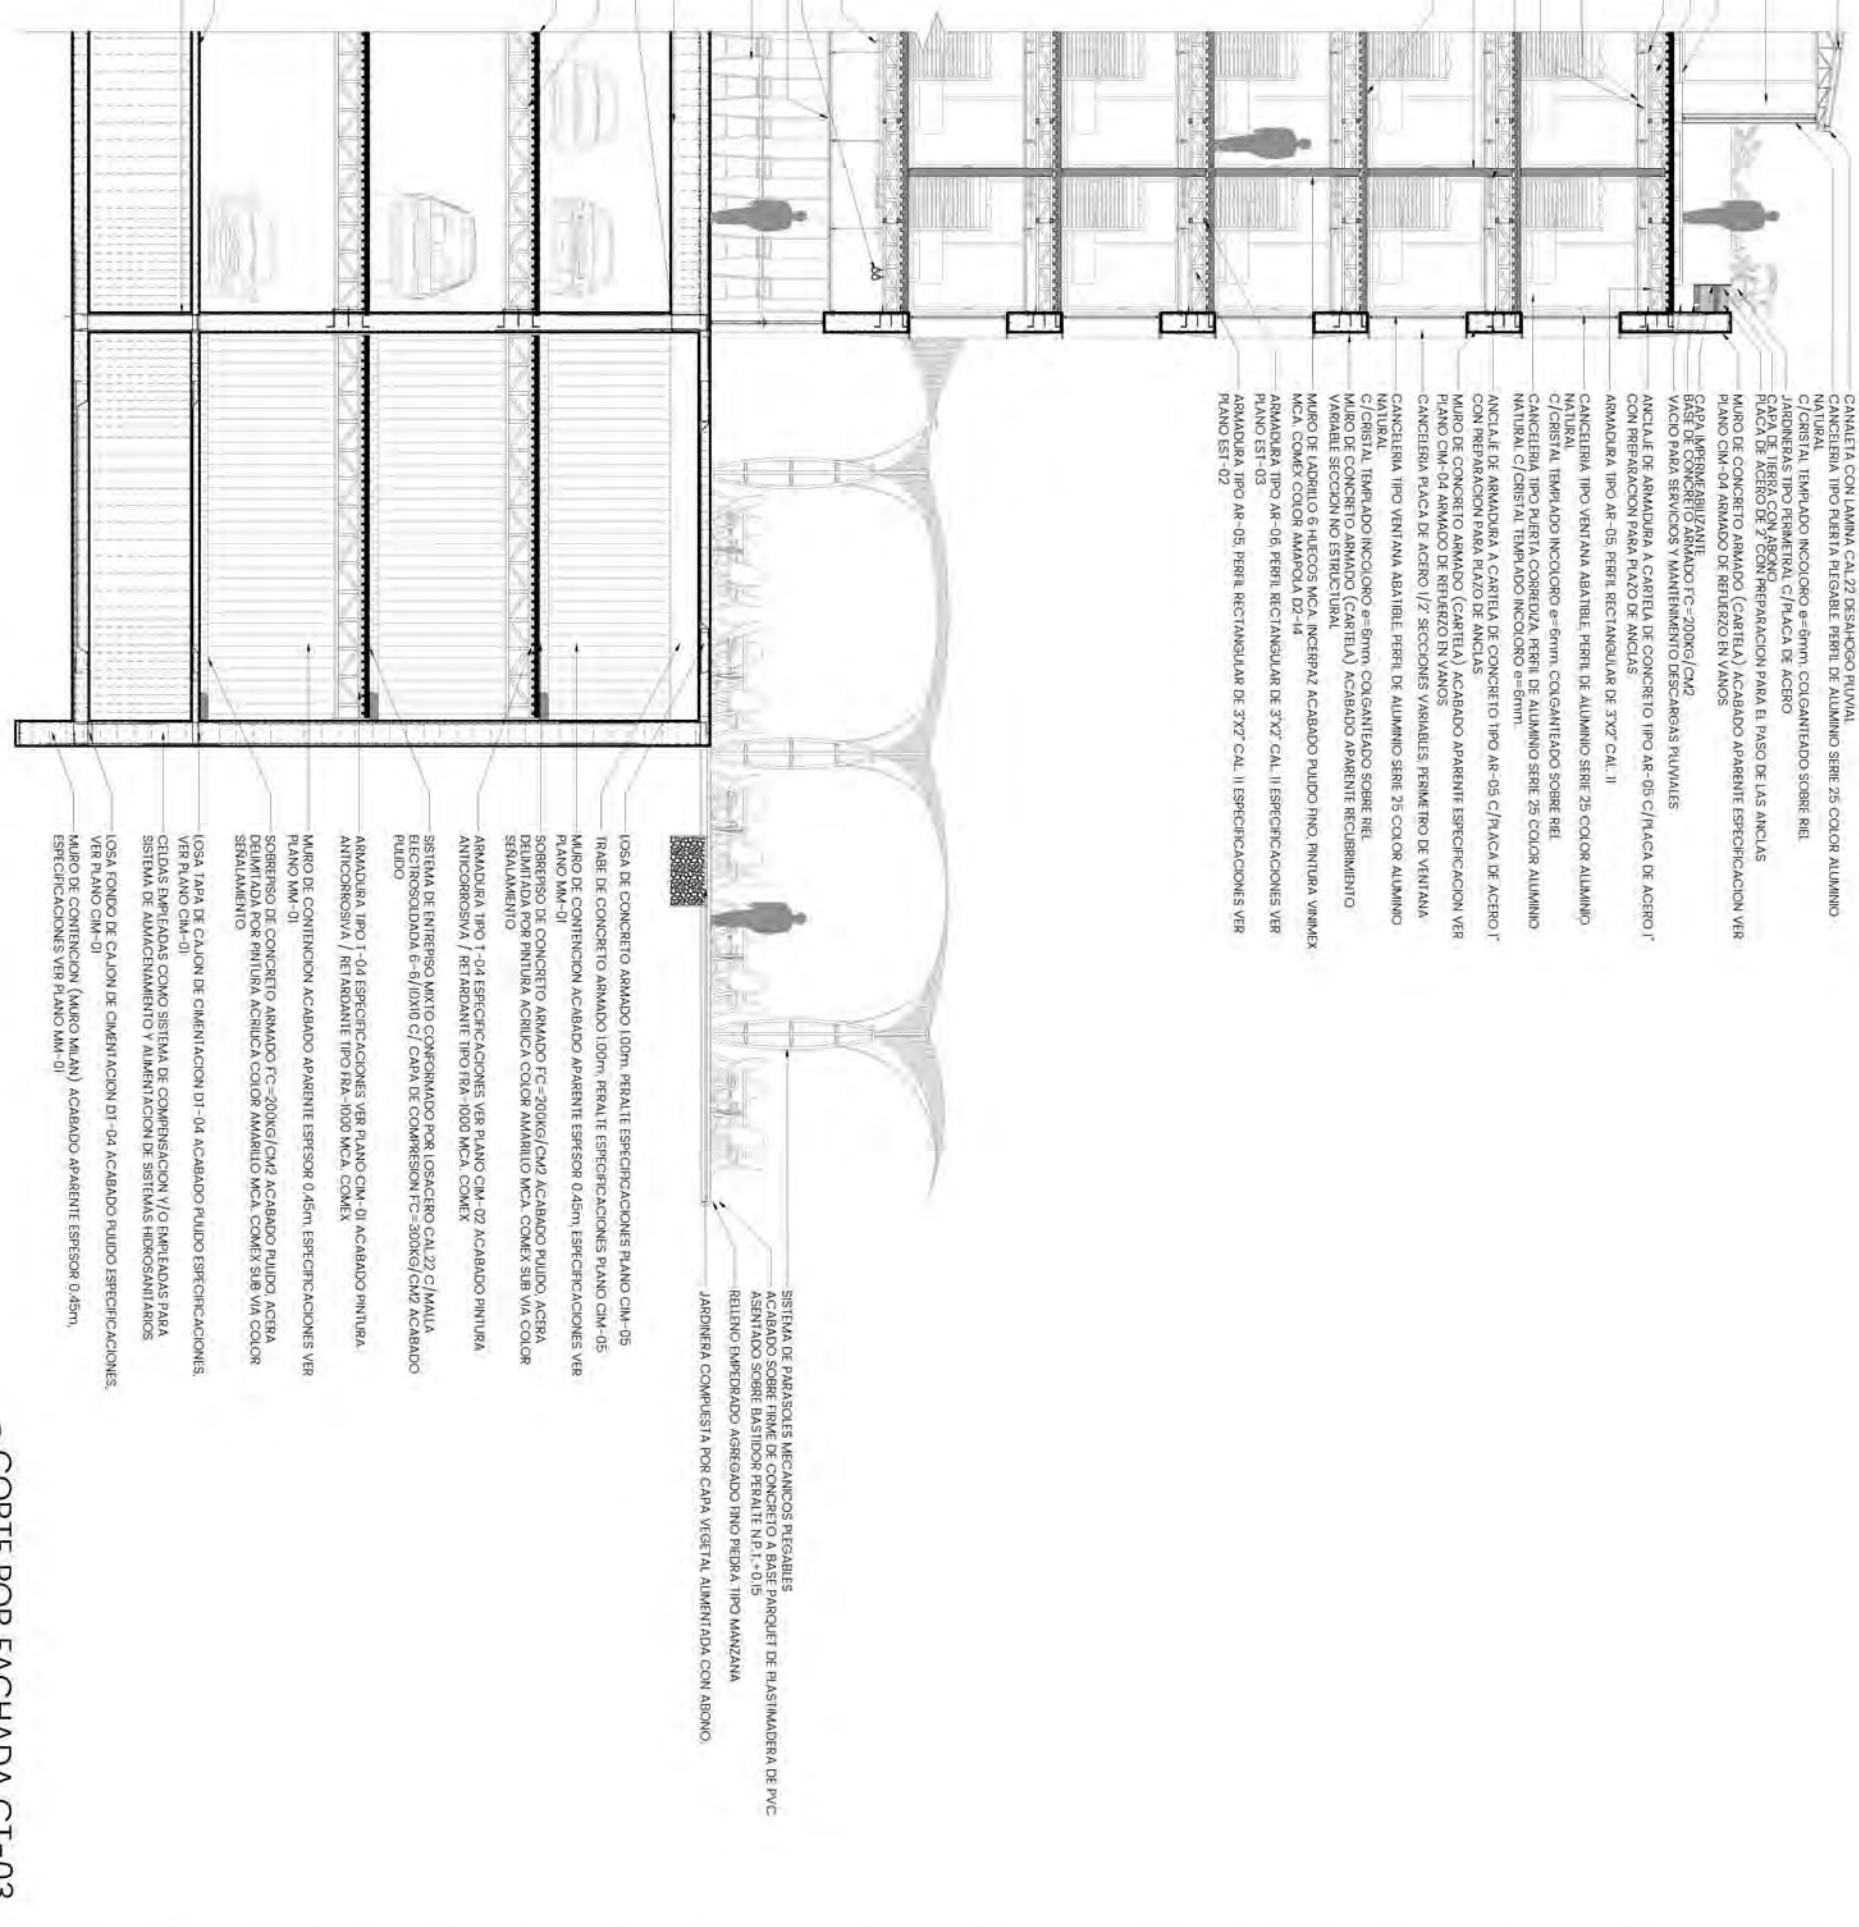 CANALETA CON LAMINA CAL.22 DESAHOGO PLUVIAL
CANCELERIA TIPO PUERTA PLEGABLE, PERFIL DE ALUMINIO SERIE 25 COLOR ALUMINIO
NATURAL
C/CRISTAL TEMPLADO INCOLORO e=6mm. COLGANTEADO SOBRE RIEL
JARDINERAS TIPO PERIMETRAL C/PLACA DE ACERO
CAPA DE TIERRA CON ABONO
PLACA DE ACERO DE 2" CON PREPARACION PARA EL PASO DE LAS ANCLAS
MURO DE CONCRETO ARMADO (CARTELA) ACABADO APARENTE ESPECIFICACION VER
PLANO CIM-04 ARMADO DE REFUERZO EN VANOS
CAPA IMPERMEABILIZANTE
BASE DE CONCRETO ARMADO FC=200KG/CM2
VACIO PARA SERVICIOS Y MANTENIMENTO DESCARGAS PLUVIALES
ANCLAJE DE ARMADURA A CARTELA DE CONCRETO TIPO AR-05 C/PLACA DE ACERO 1"
CON PREPARACION PARA PLAZO DE ANCLAS
ARMADURA TIPO AR-05, PERFIL RECTANGULAR DE 3"X2" CAL. 11
CANCELERIA TIPO VENTANA ABATIBLE, PERFIL DE ALUMINIO SERIE 25 COLOR ALUMINIO
NATURAL
C/CRISTAL TEMPLADO INCOLORO e=6mm. COLGANTEADO SOBRE RIEL
CANCELERIA TIPO PUERTA CORREDIZA, PERFIL DE ALUMINIO SERIE 25 COLOR ALUMINIO
NATURAL C/CRISTAL TEMPLADO INCOLORO e=6mm.
ANCLAJE DE ARMADURA A CARTELA DE CONCRETO TIPO AR-05 C/PLACA DE ACERO 1"
CON PREPARACION PARA PLAZO DE ANCLAS
MURO DE CONCRETO ARMADO (CARTELA) ACABADO APARENTE ESPECIFICACION VER
PLANO CIM-04 ARMADO DE REFUERZO EN VANOS
CANCELERIA PLACA DE ACERO 1/2" SECCIONES VARIABLES, PERIMETRO DE VENTANA
CANCELERIA TIPO VENTANA ABATIBLE, PERFIL DE ALUMINIO SERIE 25 COLOR ALUMINIO
NATURAL
C/CRISTAL TEMPLADO INCOLORO e=6mm. COLGANTEADO SOBRE RIEL
MURO DE CONCRETO ARMADO (CARTELA) ACABADO APARENTE RECUBRIMIENTO
VARIABLE SECCION NO ESTRUCTURAL
MURO DE LADRILLO 6 HUECOS MCA. INCERPAZ ACABADO PULIDO FINO, PINTURA VINIMEX
MCA. COMEX COLOR AMAPOLA D2-14
ARMADURA TIPO AR-06, PERFIL RECTANGULAR DE 3"X2" CAL. 11 ESPECIFICACIONES VER
PLANO EST-03
ARMADURA TIPO AR-05, PERFIL RECTANGULAR DE 3"X2" CAL. 11 ESPECIFICACIONES VER
PLANO EST-02
SISTEMA DE PARASOLES MECANICOS PLEGABLES
ACABADO SOBRE FIRME DE CONCRETO A BASE PARQUET DE PLASTIMADERA DE PVC
ASENTADO SOBRE BASTIDOR PERALTE N.P.T.+0.15
RELLENO EMPEDRADO AGREGADO FINO PIEDRA TIPO MANZANA
JARDINERA COMPUESTA POR CAPA VEGETAL ALIMENTADA CON ABONO,
LOSA DE CONCRETO ARMADO 1.00m. PERALTE ESPECIFICACIONES PLANO CIM-05
TRABE DE CONCRETO ARMADO 1.00m, PERALTE ESPECIFICACIONES PLANO CIM-05
MURO DE CONTENCION ACABADO APARENTE ESPESOR 0.45m, ESPECIFICACIONES VER
PLANO MM-01
SOBREPISO DE CONCRETO ARMADO FC=200KG/CM2 ACABADO PULIDO, ACERA
DELIMITADA POR PINTURA ACRILICA COLOR AMARILLO MCA. COMEX SUB VIA COLOR
SEÑALAMIENTO
ARMADURA TIPO T-04 ESPECIFICACIONES VER PLANO CIM-02 ACABADO PINTURA
ANTICORROSIVA / RETARDANTE TIPO FRA-1000 MCA. COMEX
SISTEMA DE ENTREPISO MIXTO CONFORMADO POR LOSACERO CAL.22 C/MALLA
ELECTROSOLDADA 6-6/10X10 C/ CAPA DE COMPRESION F'C=300KG/CM2 ACABADO
PULIDO
ARMADURA TIPO T-04 ESPECIFICACIONES VER PLANO CIM-01 ACABADO PINTURA
ANTICORROSIVA / RETARDANTE TIPO FRA-1000 MCA. COMEX
MURO DE CONTENCION ACABADO APARENTE ESPESOR 0.45m, ESPECIFICACIONES VER
PLANO MM-01
SOBREPISO DE CONCRETO ARMADO FC=200KG/CM2 ACABADO PULIDO, ACERA
DELIMITADA POR PINTURA ACRILICA COLOR AMARILLO MCA. COMEX SUB VIA COLOR
SEÑALAMIENTO
LOSA TAPA DE CAJON DE CIMENTACION D1-04 ACABADO PULIDO ESPECIFICACIONES,
VER PLANO CIM-01
CELDAS EMPLEADAS COMO SISTEMA DE COMPENSACION Y/O EMPLEADAS PARA
SISTEMA DE ALMACENAMIENTO Y ALIMENTACION DE SISTEMAS HIDROSANITARIOS
LOSA FONDO DE CAJON DE CIMENTACION D1-04 ACABADO PULIDO ESPECIFICACIONES,
VER PLANO CIM-01
MURO DE CONTENCION (MURO MILAN) ACABADO APARENTE ESPESOR 0.45m,
ESPECIFICACIONES VER PLANO MM-01
CORTE POR FACHADA CT-03